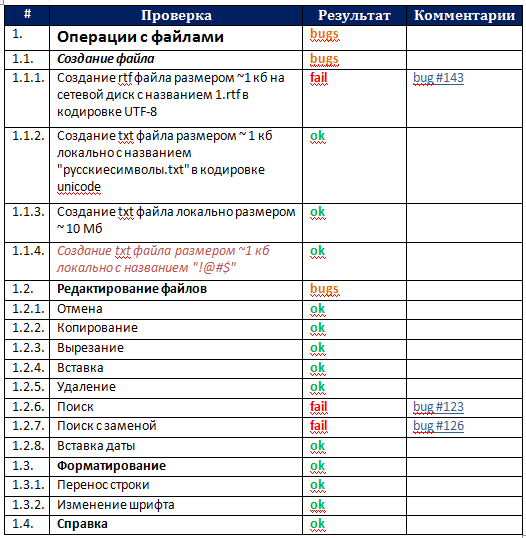 # Проверка Результат Комментарии
1. Операции с файлами bugs
1.1. Создание файла bugs
1.1.1. Создание rtf файла размером ~1 кб на fail bug #143
сетевой диск с названием 1.rtf в
кодировке UTF-8
1.1.2. Создание txt файла размером ~ 1 кб ok
локально с названием
"русскиесимволы.txt" в кодировке
unicode
1.1.3. Создание txt файла локально размером ok
~ 10 Мб
1.1.4. Создание txt файла размером ~1 кб ok
локально с названием "!@#$"
1.2. Редактирование файлов bugs
1.2.1. Отмена ok
1.2.2. Копирование ok
1.2.3. Вырезание ok
1.2.4. Вставка ok
1.2.5. Удаление ok
1.2.6. Поиск fail bug #123
1.2.7. Поиск с заменой fail bug #126
1.2.8. Вставка даты ok
1.3. Форматирование ok
1.3.1. Перенос строки ok
1.3.2. Изменение шрифта ok
1.4. Справка ok